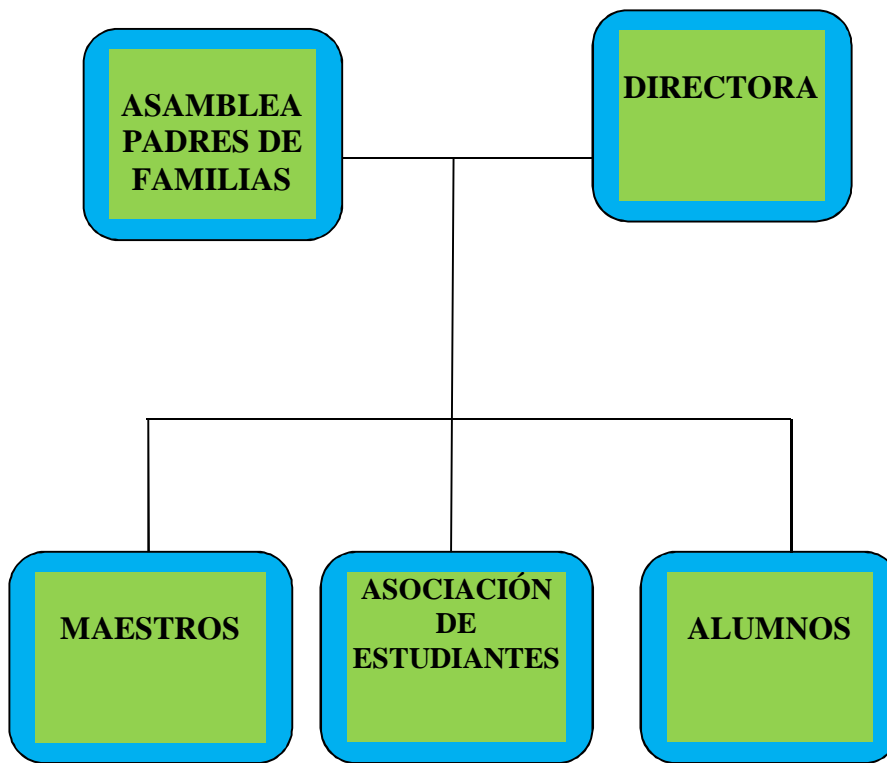 ASAMBLEA
PADRES DE
FAMILIAS
DIRECTORA
MAESTROS
ASOCIACIÓN
DE
ESTUDIANTES
ALUMNOS